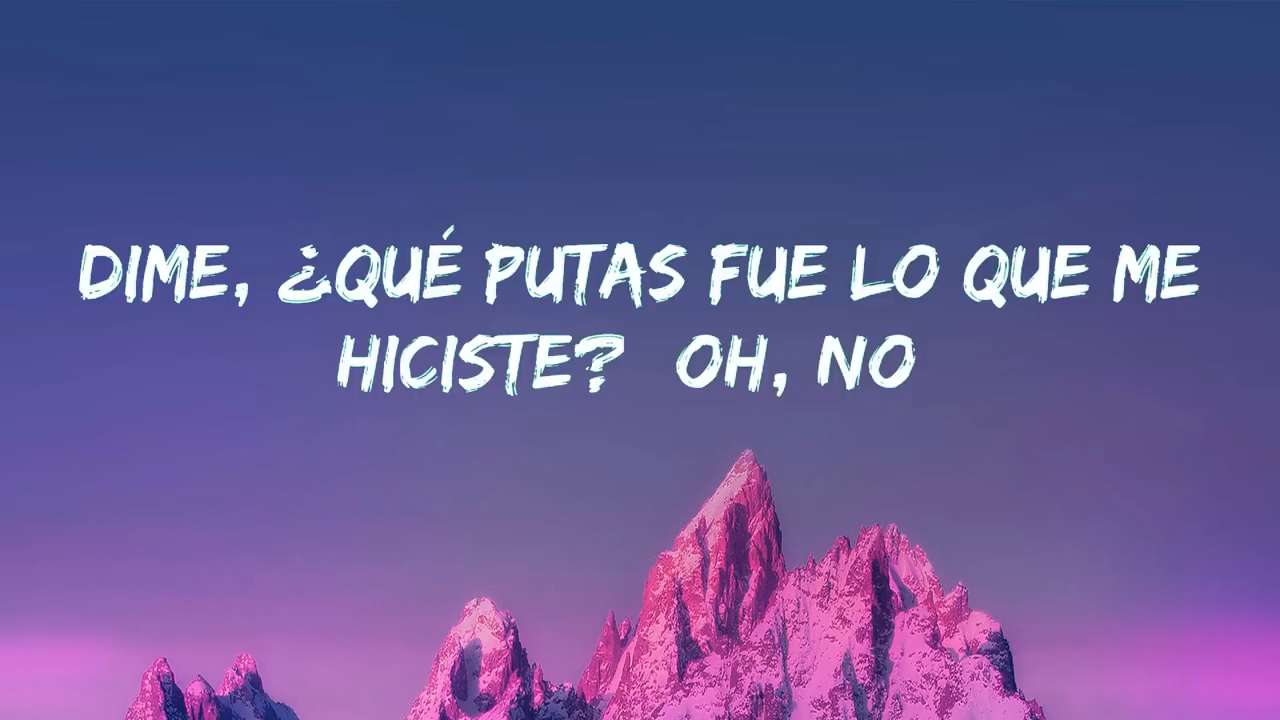 DIME, ¿QUÉ PUTAS FUE LO QUE ME
HICISTE? OH, NO